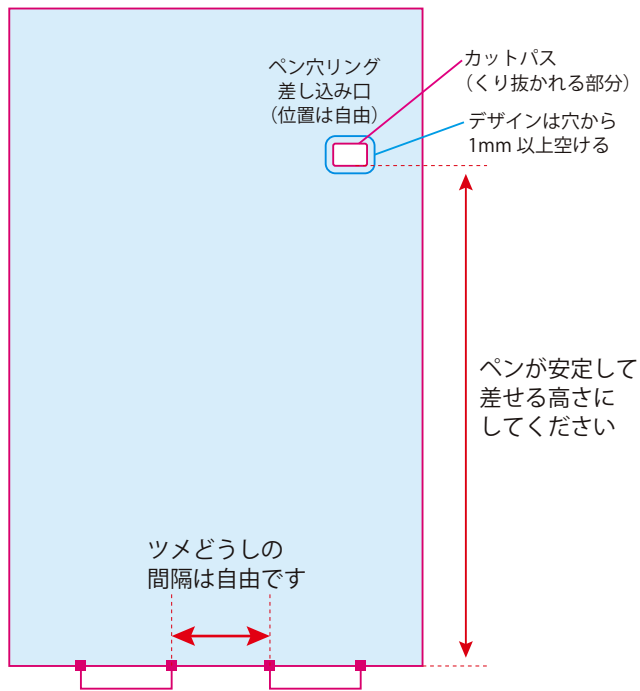 ペン穴リング
差し込み口
（位置は自由）
カットパス
（くり抜かれる部分）
デザインは穴から
1mm 以上空ける
ペンが安定して
差せる高さに
してください
ツメどうしの
間隔は自由です